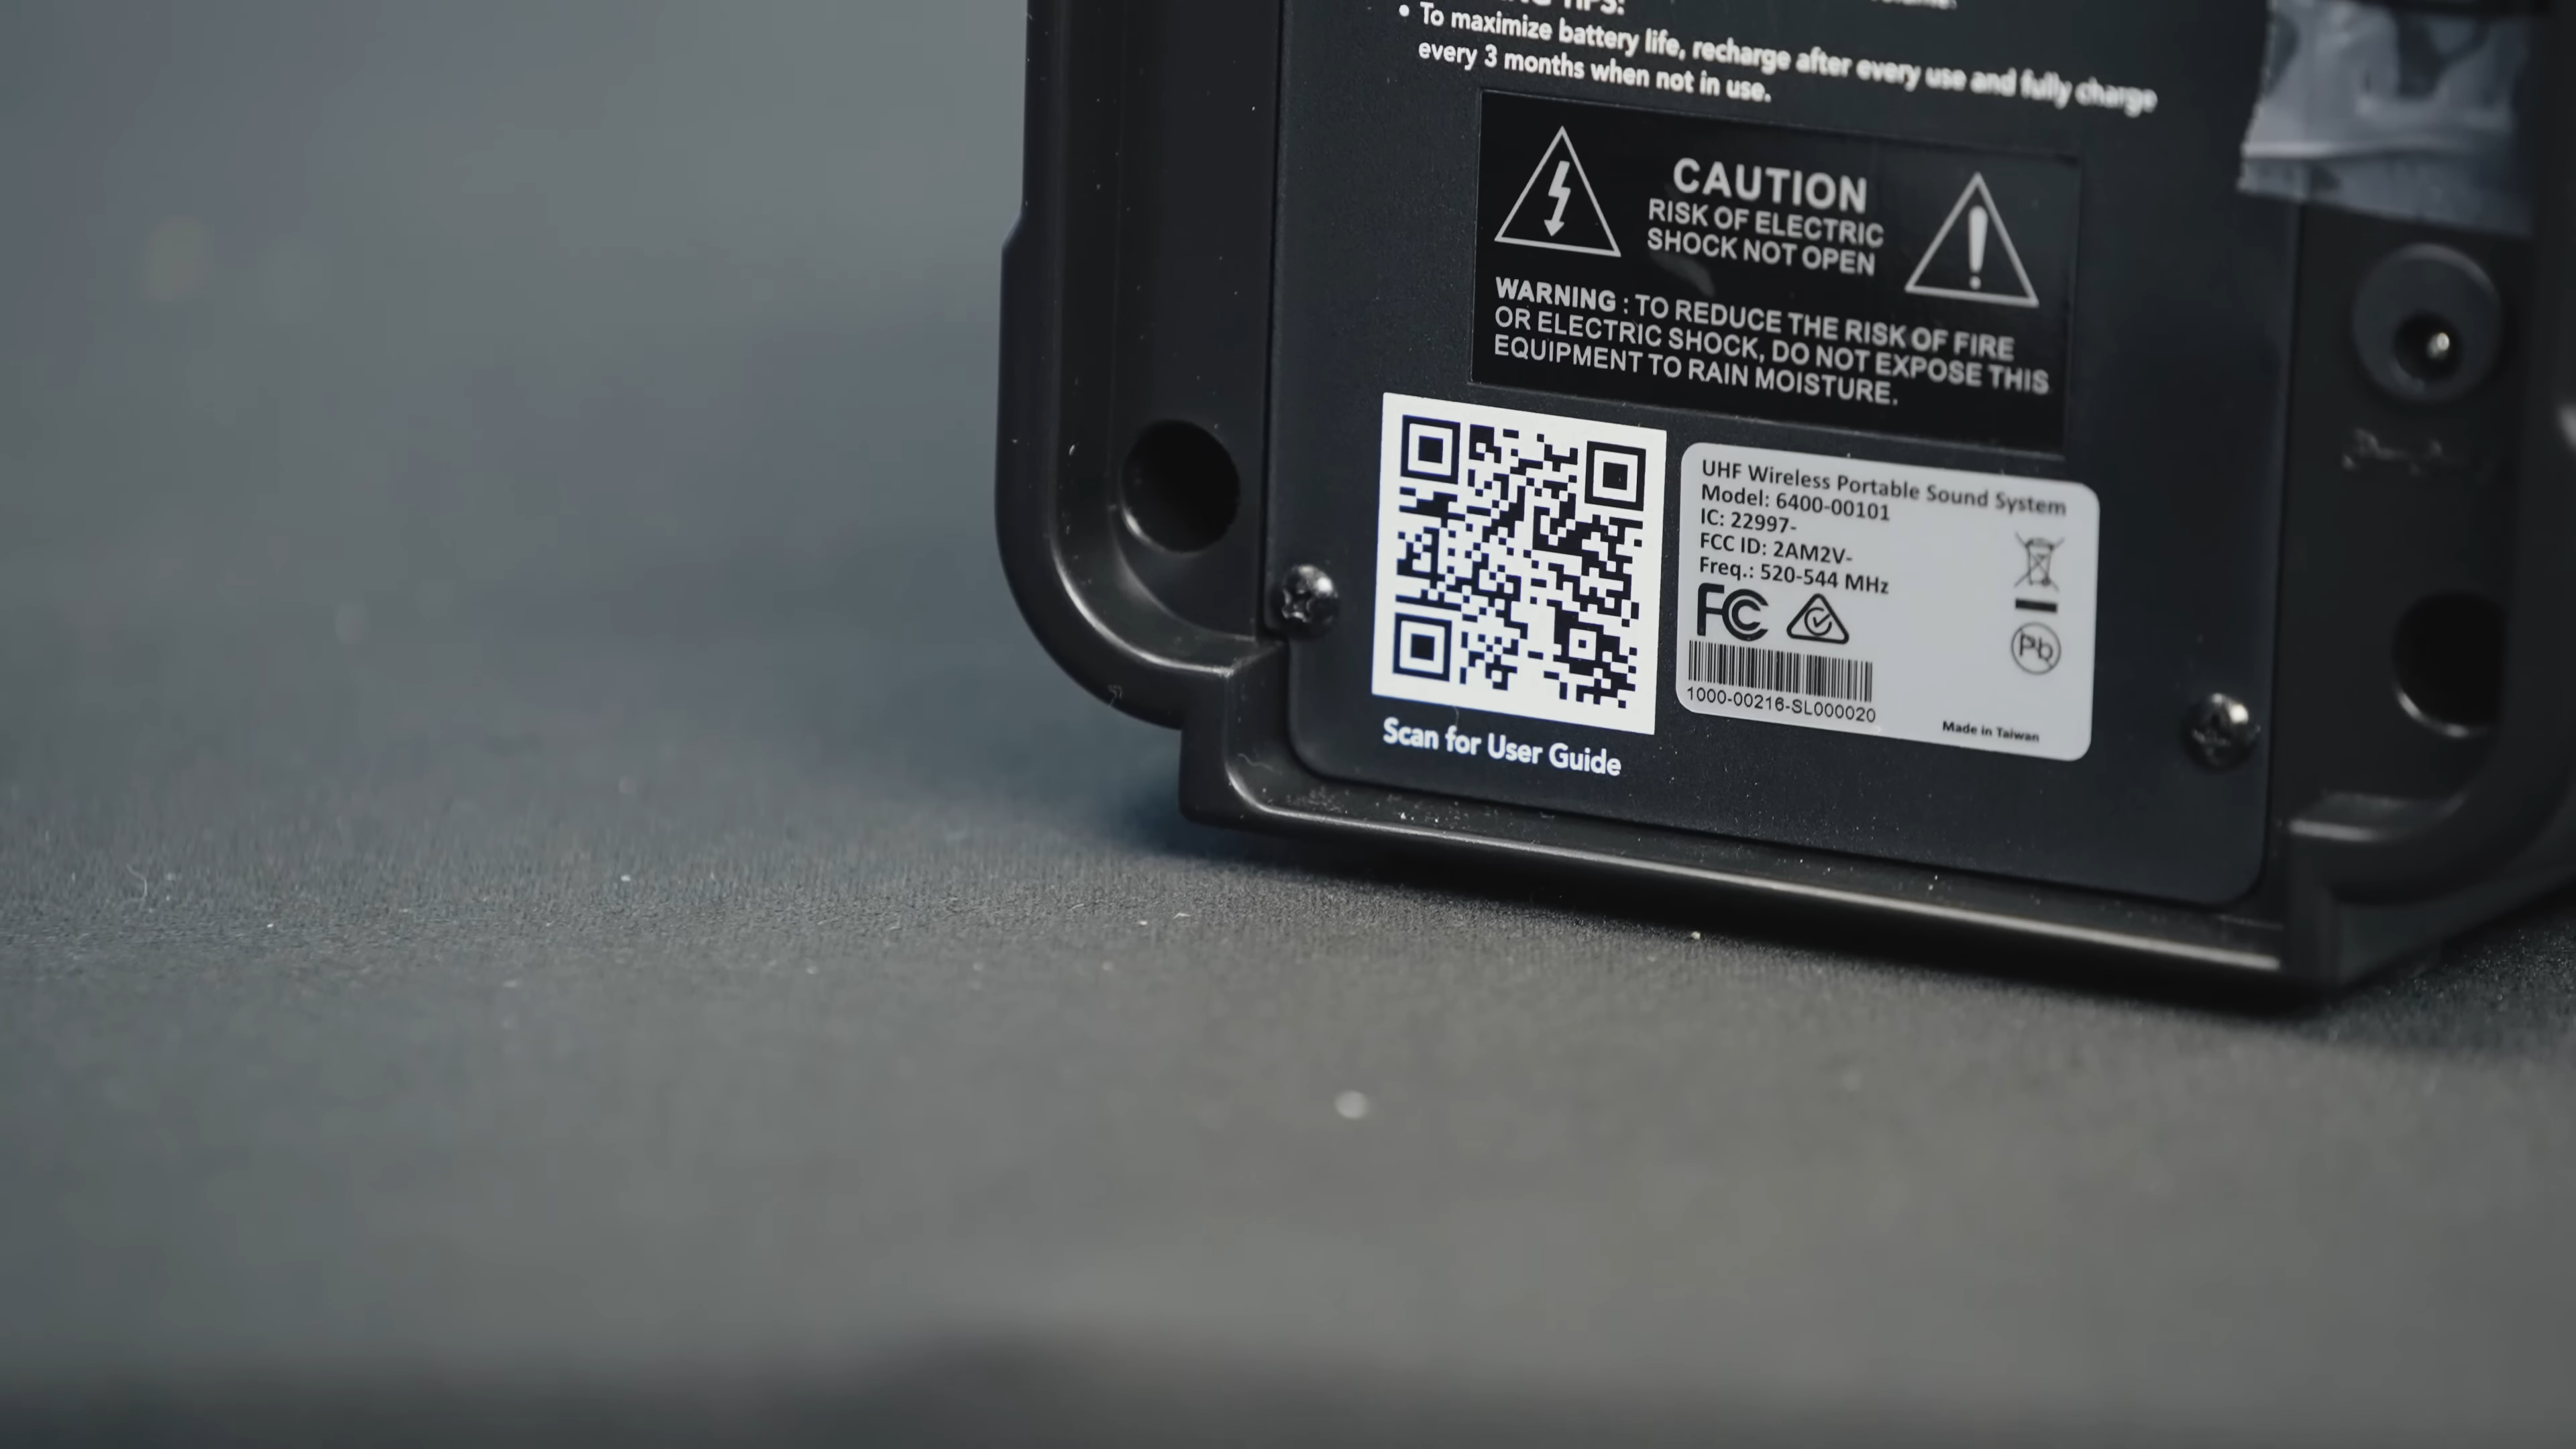 TIPS:
• To maximize battery life, recharge after every use and fully charge
every 3 months when not in use.
CAUTION
RISK OF ELECTRIC
SHOCK NOT OPEN
WARNING : TO REDUCE THE RISK OF FIRE
OR ELECTRIC SHOCK, DO NOT EXPOSE THIS
EQUIPMENT TO RAIN MOISTURE.
Scan for User Guide
UHF Wireless Portable Sound System
Model: 6400-00101
IC: 22997-
FCC ID: 2AM2V-
Freq.: 520-544 MHz
FC
Pb
1000-00216-SL000020
Made in Taiwan